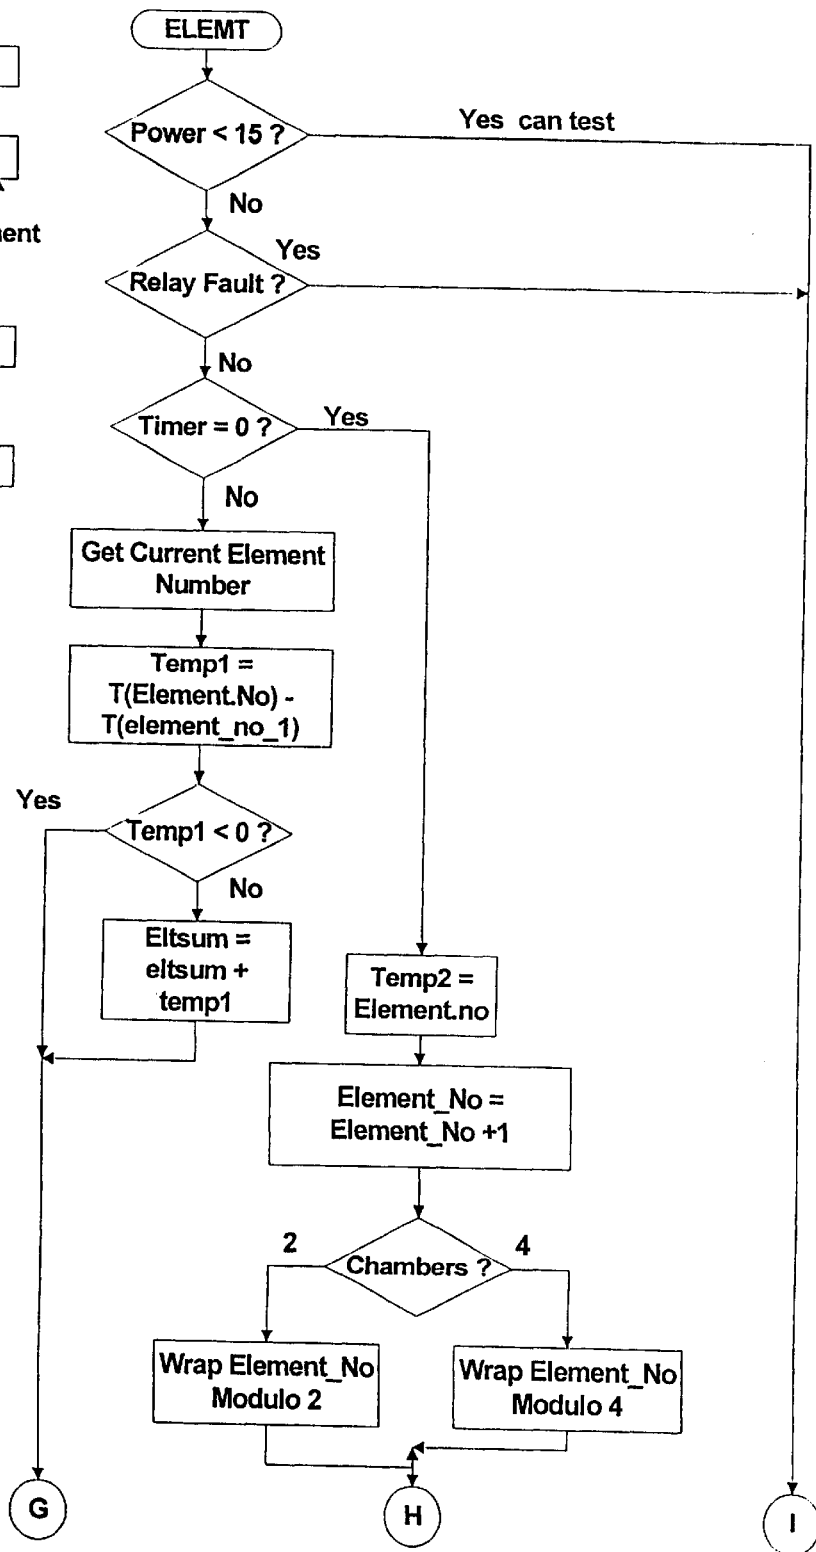 ELEMT
Power < 15 ?
Yes can test
No
Yes
Relay Fault ?
No
Timer = 0 ?
Yes
No
Get Current Element
Number
Temp1 =
T(Element.No) -
T(element_no_1)
Yes
Temp1 < 0 ?
No
Eltsum =
eltsum +
temp1
Temp2 =
Element.no
Element_No =
Element_No +1
2
4
Chambers ?
Wrap Element_No
Modulo 2
Wrap Element_No
Modulo 4
G
H
I